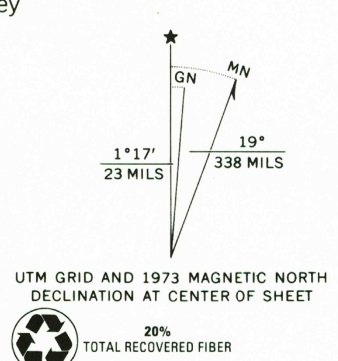 ey
★
GN
MN
1°17'
23 MILS
19°
338 MILS
UTM GRID AND 1973 MAGNETIC NORTH
DECLINATION AT CENTER OF SHEET
20%
TOTAL RECOVERED FIBER